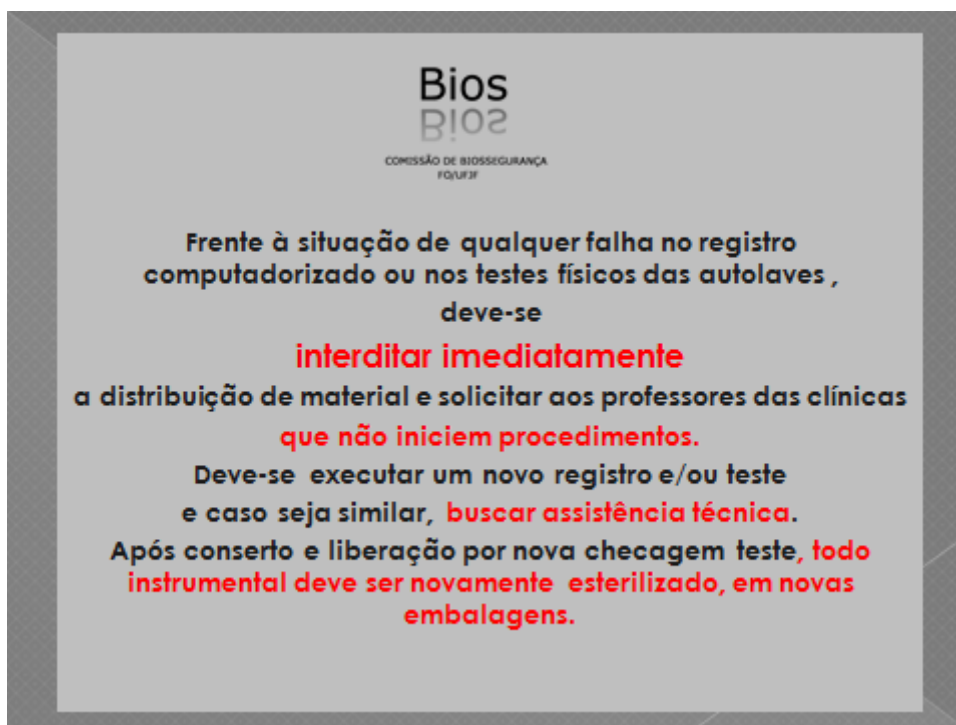 Bios
COMISSÃO DE BIOSSEGURANÇA
FO/UFJF
Frente à situação de qualquer falha no registro
computadorizado ou nos testes físicos das autolaves ,
deve-se
interditar imediatamente
a distribuição de material e solicitar aos professores das clínicas
que não iniciem procedimentos.
Deve-se executar um novo registro e/ou teste
e caso seja similar, buscar assistência técnica.
Após conserto e liberação por nova checagem teste, todo
instrumental deve ser novamente esterilizado, em novas
embalagens.